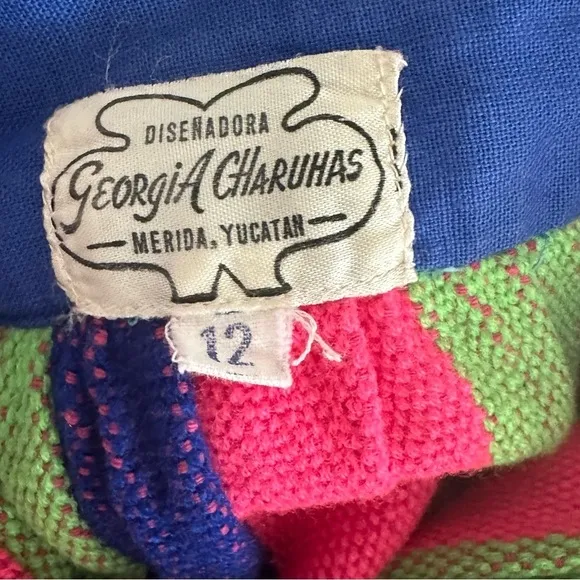 DISEÑADORA
GEORGIA CHARUHAS
— MERIDA, YUCATAN —
12